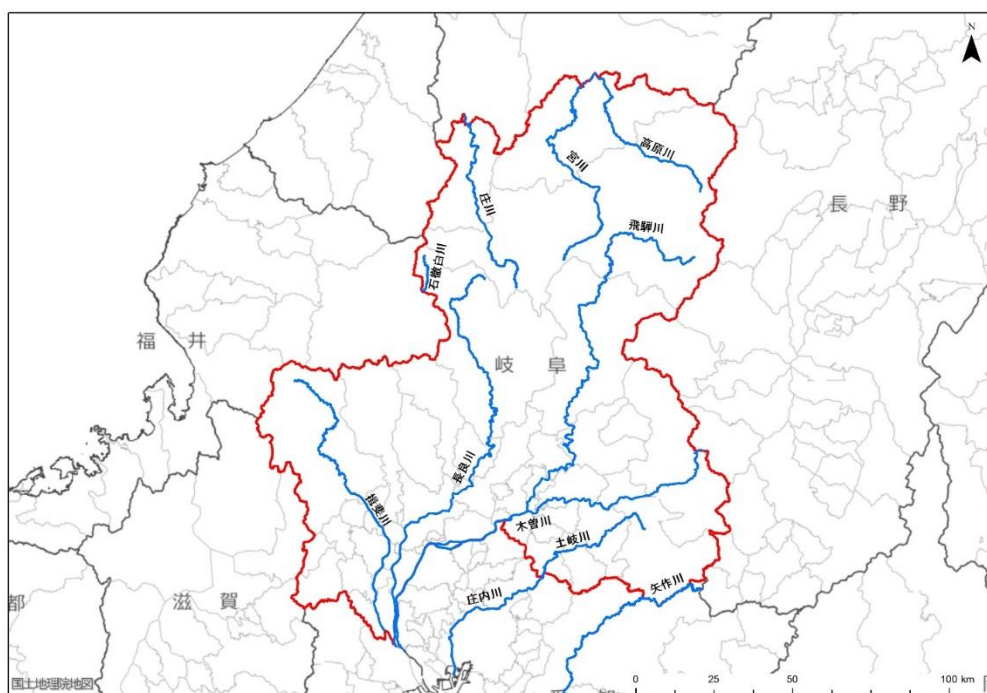 N
高原川
宮川
庄川
長野
飛騨川
石徹白川
福井
岐阜
長良川
揖斐川
木曽川
土岐川
矢作川
庄内川
滋賀
都
国土地理院地図
0 25 50 100 km